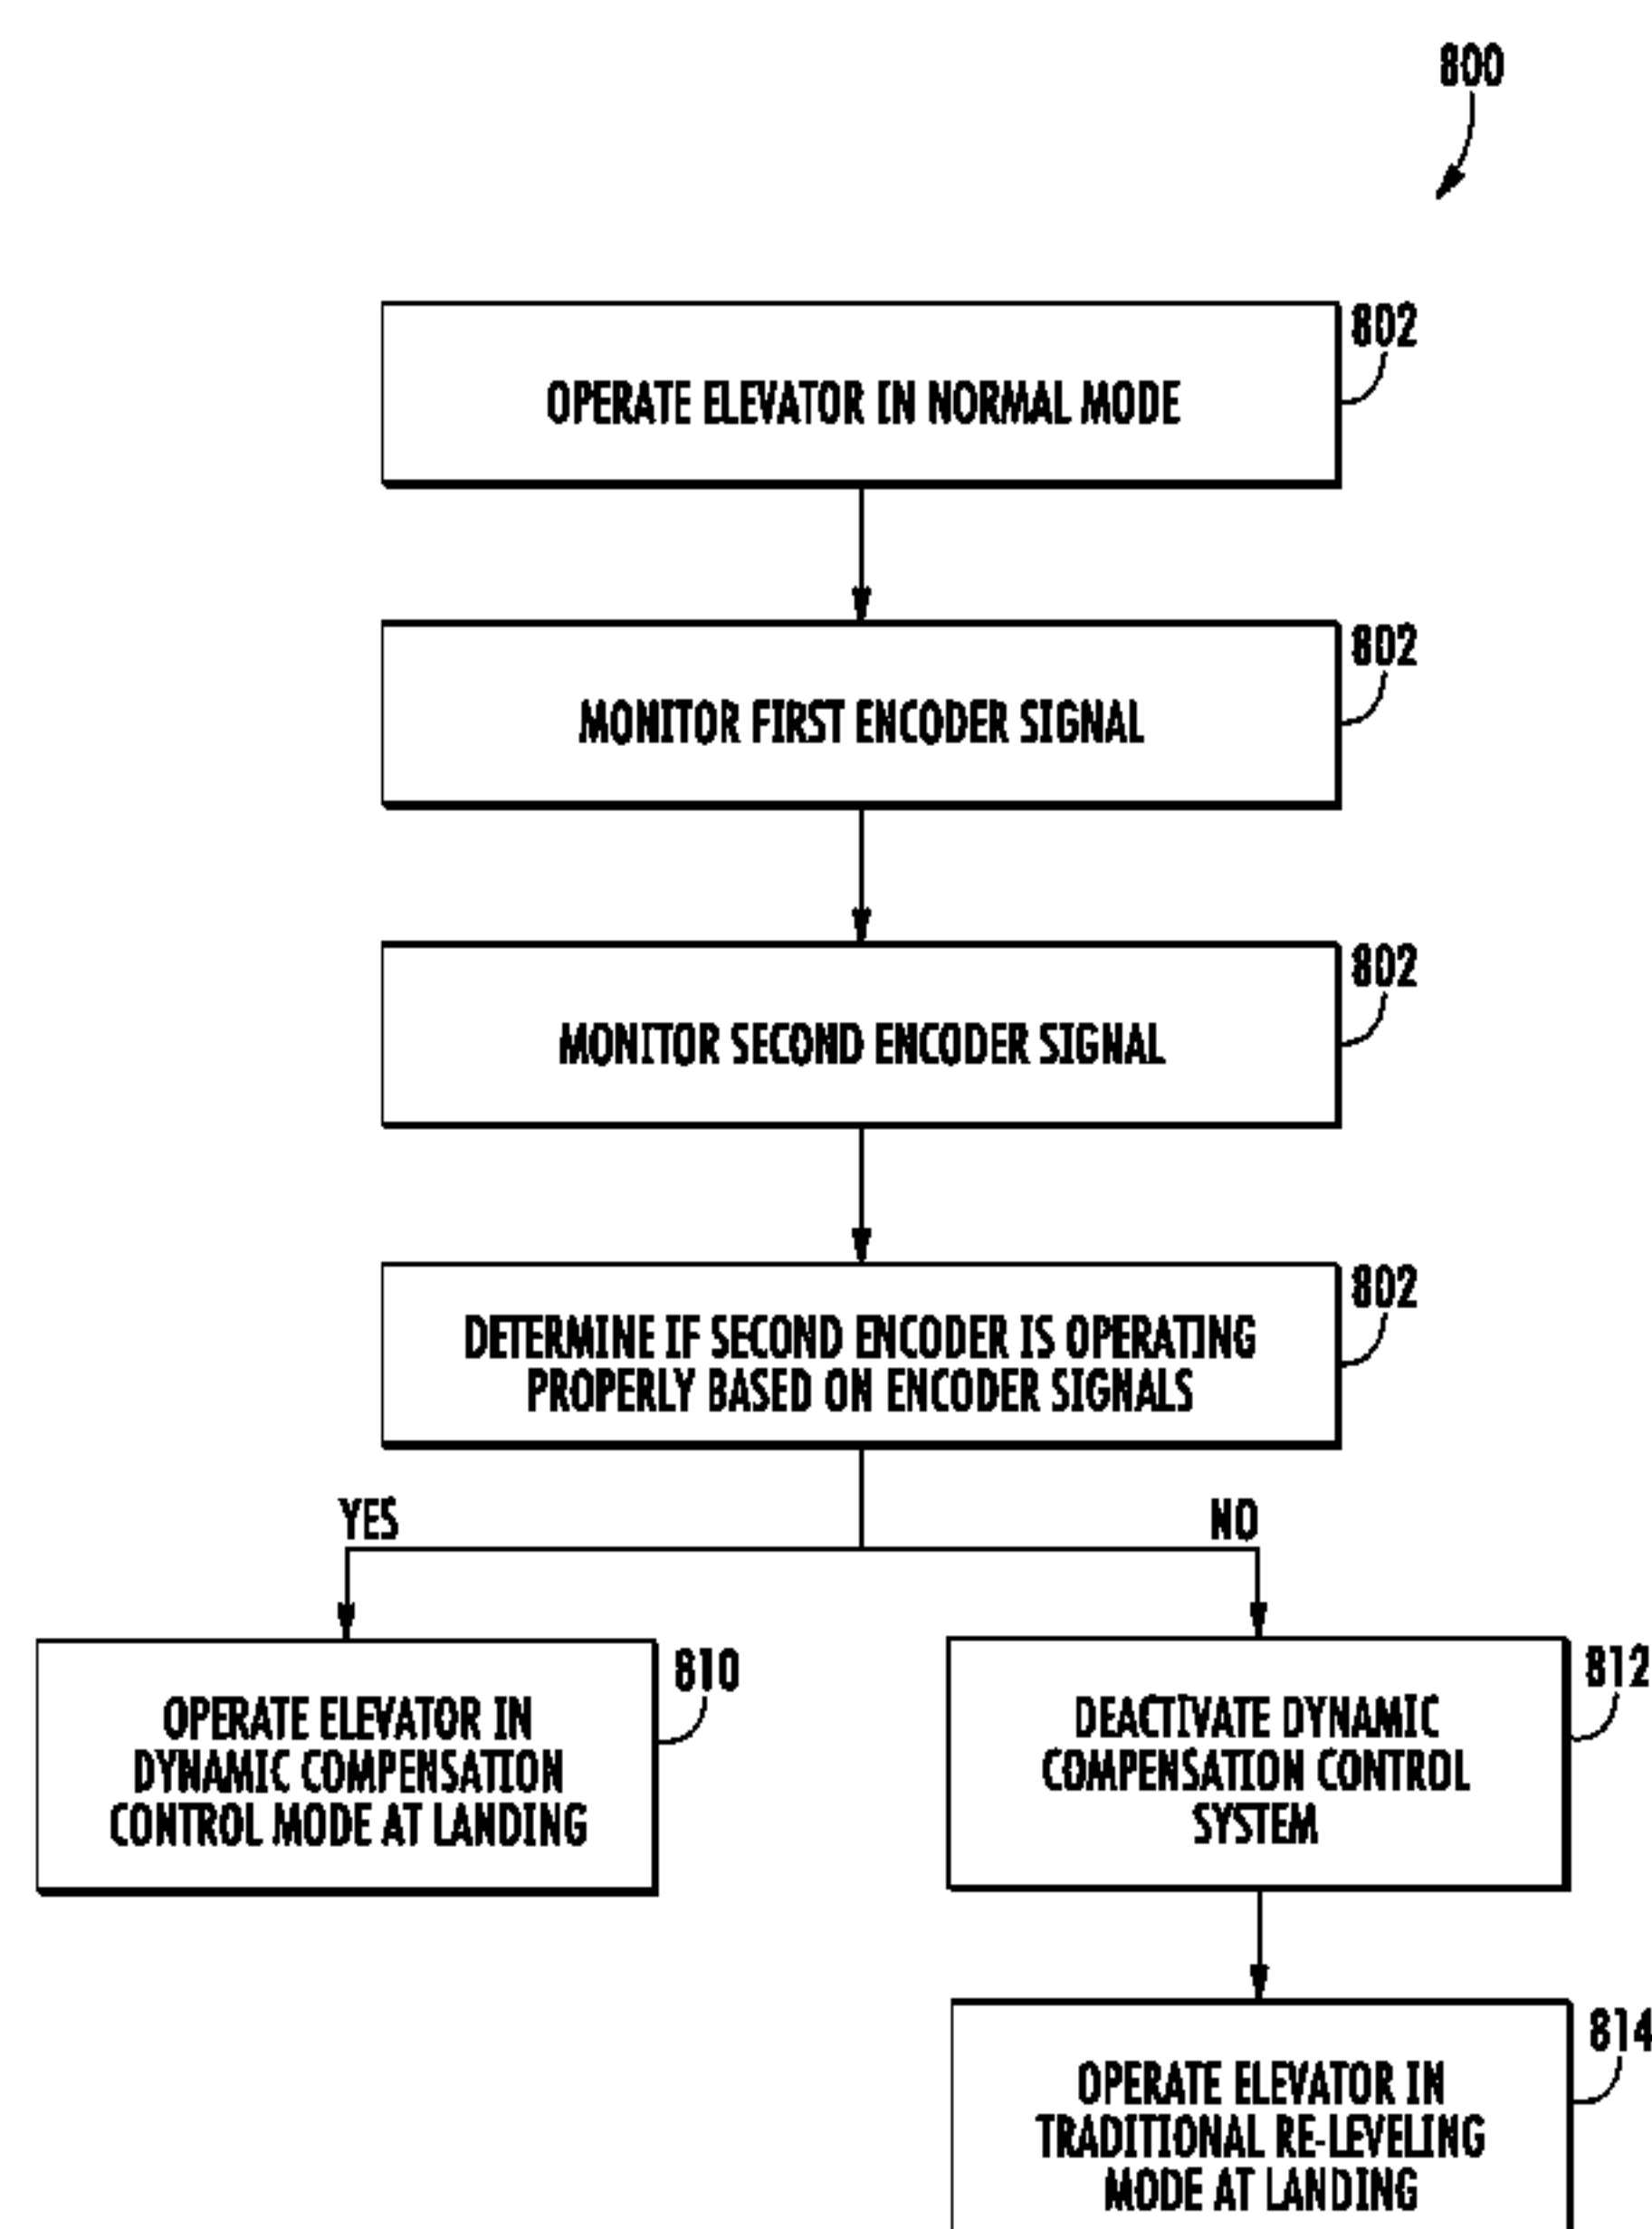 800
802
OPERATE ELEVATOR IN NORMAL MODE
802
MONITOR FIRST ENCODER SIGNAL
802
MONITOR SECOND ENCODER SIGNAL
802
DETERMINE IF SECOND ENCODER IS OPERATING
PROPERLY BASED ON ENCODER SIGNALS
YES
NO
810
OPERATE ELEVATOR IN
DYNAMIC COMPENSATION
CONTROL MODE AT LANDING
812
DEACTIVATE DYNAMIC
COMPENSATION CONTROL
SYSTEM
814
OPERATE ELEVATOR IN
TRADITIONAL RE-LEVELING
MODE AT LANDING